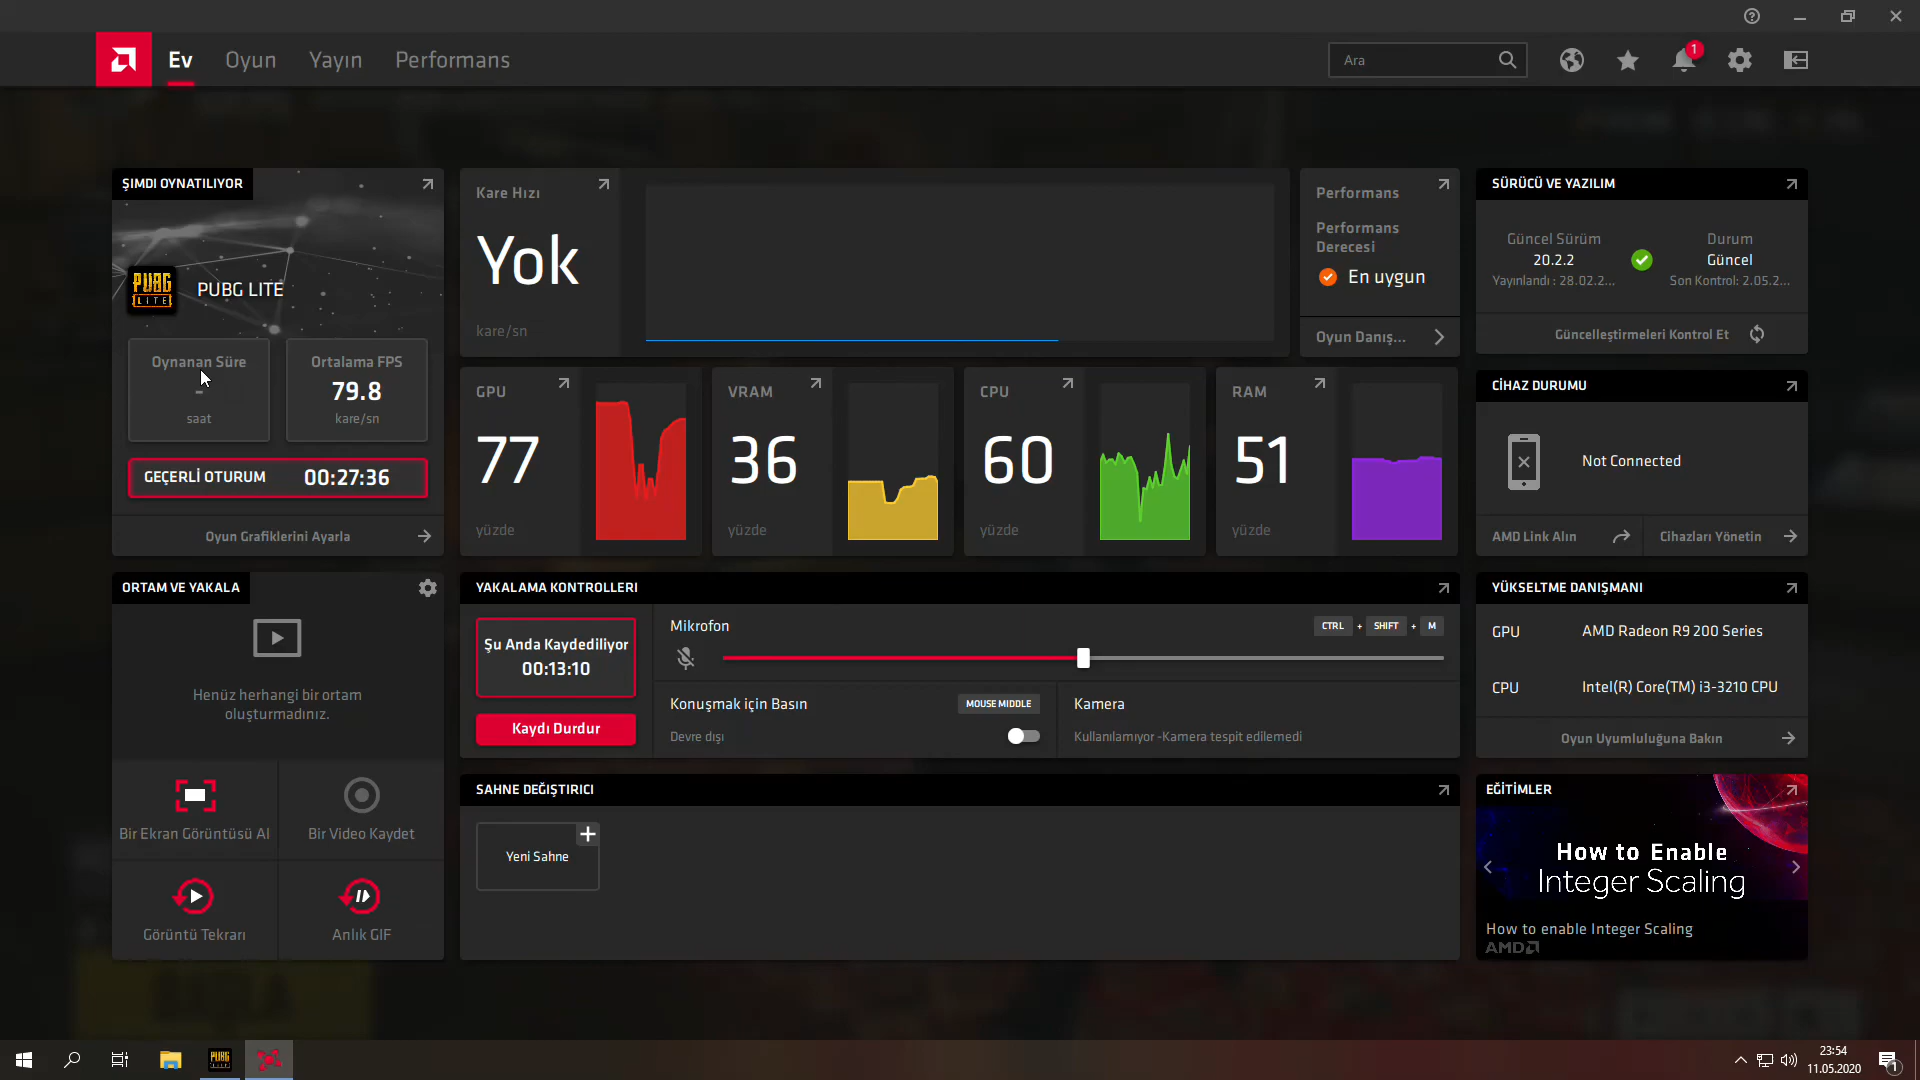 Ev
Oyun
Yayın
Performans
Ara
1
ŞIMDI OYNATILIYOR
PUBG
LITE
PUBG LITE
Oynanan Süre
-
saat
Ortalama FPS
79.8
kare/sn
GEÇERLİ OTURUM
00:27:36
Oyun Grafiklerini Ayarla
Kare Hızı
Yok
kare/sn
Performans
Performans
Derecesi
En uygun
Oyun Danış...
GPU
77
yüzde
VRAM
36
yüzde
CPU
60
yüzde
RAM
51
yüzde
SÜRÜCÜ VE YAZILIM
Güncel Sürüm
20.2.2
Yayınlandı : 28.02.2...
Durum
Güncel
Son Kontrol: 2.05.2...
Güncelleştirmeleri Kontrol Et
CİHAZ DURUMU
Not Connected
AMD Link Alın
Cihazları Yönetin
ORTAM VE YAKALA
Henüz herhangi bir ortam
oluşturmadınız.
Bir Ekran Görüntüsü Al
Bir Video Kaydet
Görüntü Tekrarı
Anlık GIF
YAKALAMA KONTROLLERI
Şu Anda Kaydediliyor
00:13:10
Kaydı Durdur
Mikrofon
CTRL + SHIFT + M
Konuşmak için Basın
MOUSE MIDDLE
Devre dışı
Kamera
Kullanılamıyor -Kamera tespit edilemedi
SAHNE DEĞIŞTIRICI
Yeni Sahne
YÜKSELTME DANIŞMANI
GPU
AMD Radeon R9 200 Series
CPU
Intel(R) Core(TM) i3-3210 CPU
Oyun Uyumluluğuna Bakın
EĞİTİMLER
How to Enable
Integer Scaling
How to enable Integer Scaling
AMD
PUBG
LITE
23:54
11.05.2020
1